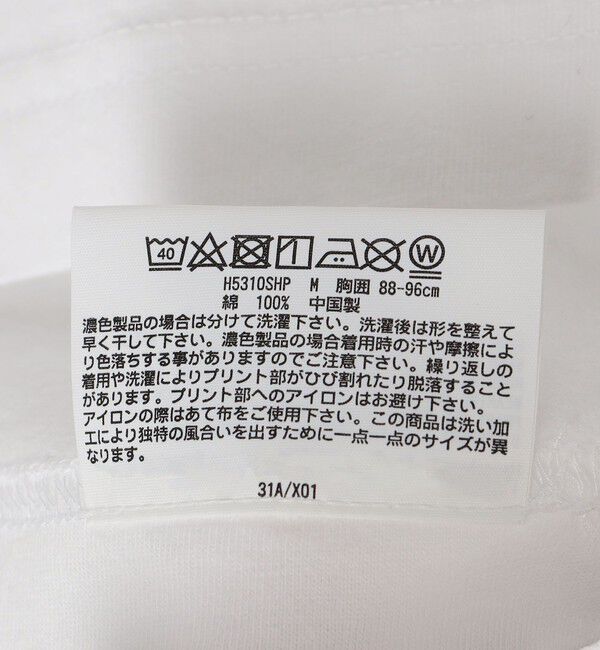 40 W
H5310SHP M 胸囲 88-96cm
綿 100% 中国製
濃色製品の場合は分けて洗濯下さい。洗濯後は形を整えて
早く干して下さい。濃色製品の場合着用時の汗や摩擦によ
り色落ちする事がありますのでご注意下さい。繰り返しの
着用や洗濯によりプリント部がひび割れたり脱落すること
があります。プリント部へのアイロンはお避け下さい。
アイロンの際はあて布をご使用下さい。この商品は洗い加
工により独特の風合いを出すために一点一点のサイズが異
なります。
31A/X01